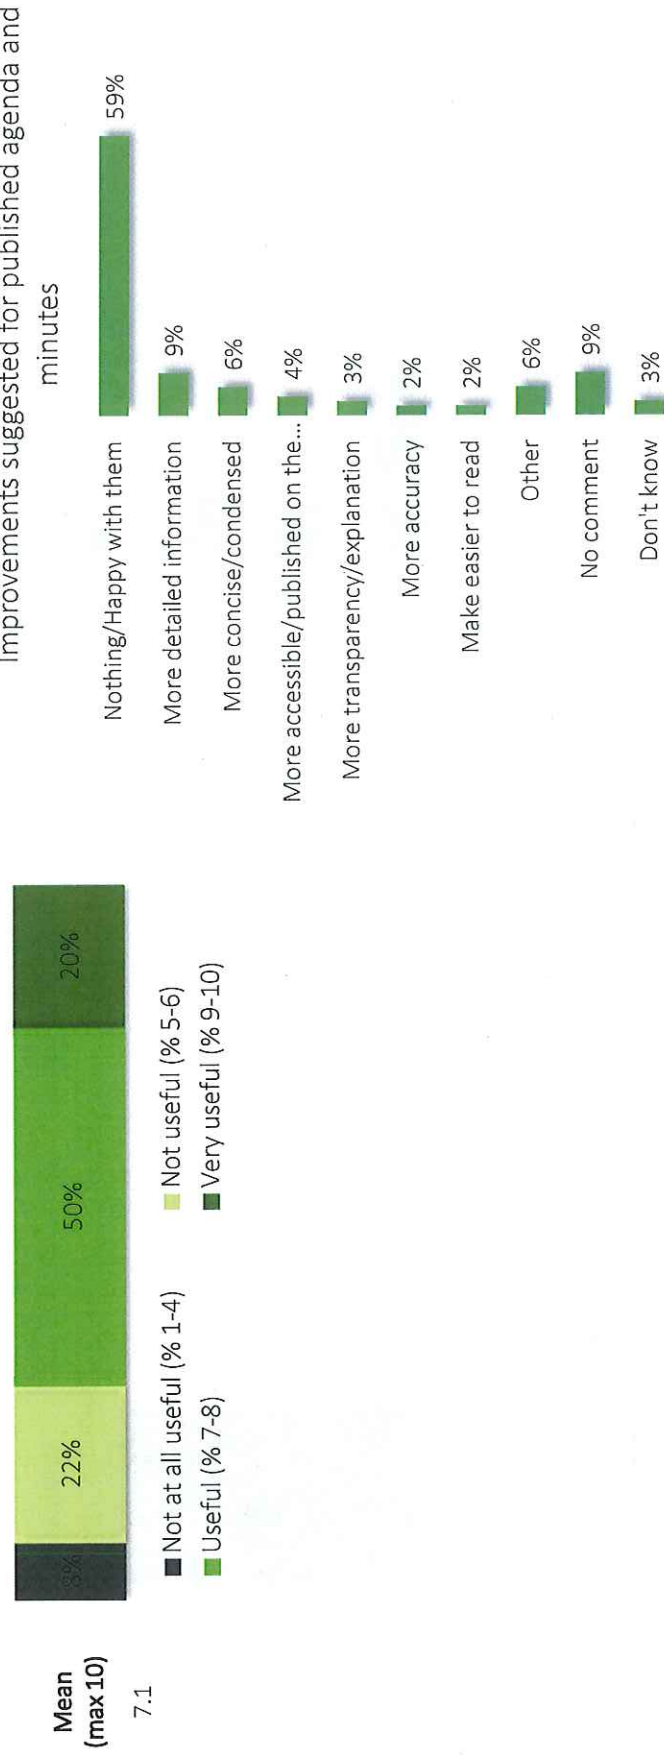 Mean
(max 10)
7.1
8%
22%
50%
20%
Not at all useful (% 1-4)
Not useful (% 5-6)
Useful (% 7-8)
Very useful (% 9-10)
Improvements suggested for published agenda and
minutes
Nothing/Happy with them 59%
More detailed information 9%
More concise/condensed 6%
More accessible/published on the... 4%
More transparency/explanation 3%
More accuracy 2%
Make easier to read 2%
Other 6%
No comment 9%
Don't know 3%